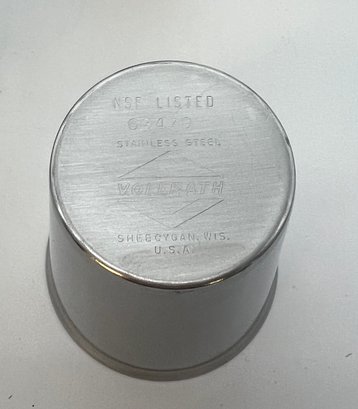 NSF LISTED
STAINLESS STEEL
VOLLRATH
SHEBOYGAN, WIS.
U.S.A.